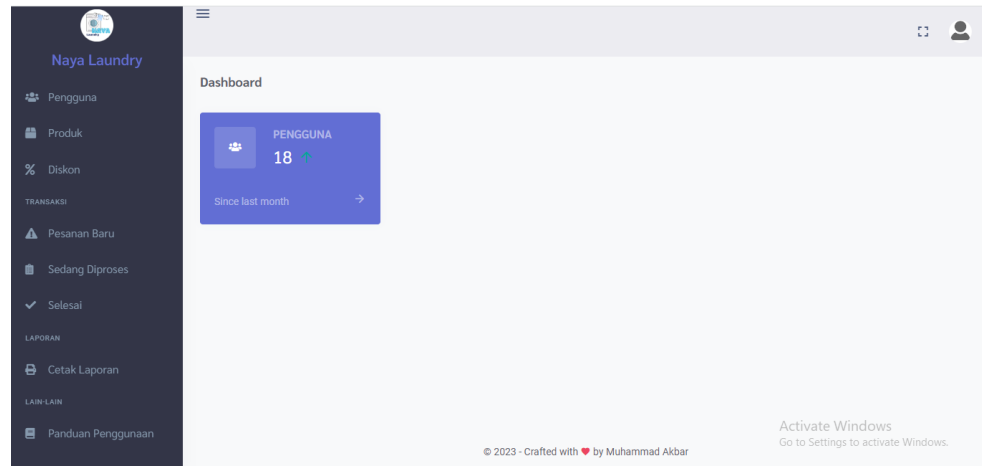 NAYA
Naya Laundry
Pengguna
Produk
Diskon
TRANSAKSI
Pesanan Baru
Sedang Diproses
Selesai
LAPORAN
Cetak Laporan
LAIN-LAIN
Panduan Penggunaan
Dashboard
PENGGUNA
18
Since last month
Activate Windows
Go to Settings to activate Windows.
© 2023 - Crafted with ♥ by Muhammad Akbar